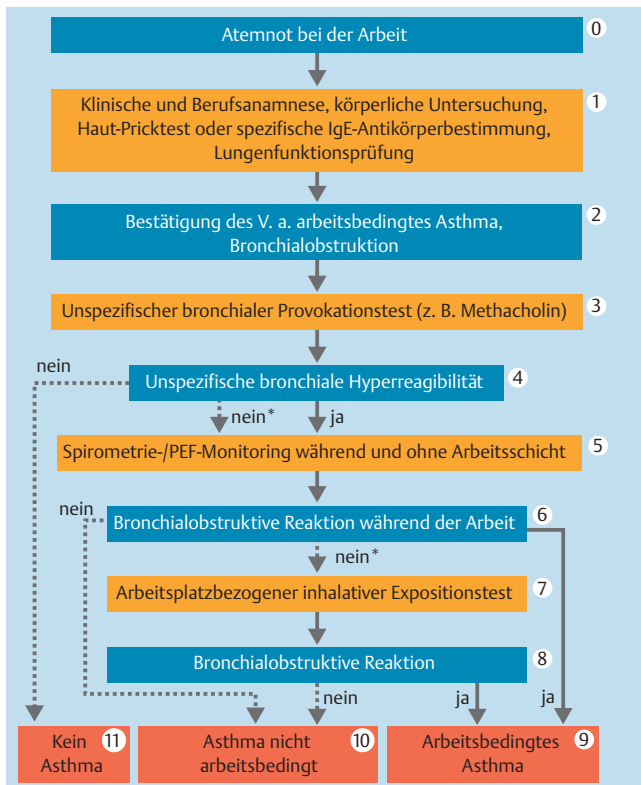 Atemnot bei der Arbeit
0
Klinische und Berufsanamnese, körperliche Untersuchung,
Haut-Pricktest oder spezifische IgE-Antikörperbestimmung,
Lungenfunktionsprüfung
1
Bestätigung des V. a. arbeitsbedingtes Asthma,
Bronchialobstruktion
2
Unspezifischer bronchialer Provokationstest (z. B. Methacholin)
3
nein
Unspezifische bronchiale Hyperreagibilität
4
nein*
ja
Spirometrie-/PEF-Monitoring während und ohne Arbeitsschicht
5
nein
Bronchialobstruktive Reaktion während der Arbeit
6
nein*
Arbeitsplatzbezogener inhalativer Expositionstest
7
Bronchialobstruktive Reaktion
8
nein
ja
ja
Kein
Asthma
11
Asthma nicht
arbeitsbedingt
10
Arbeitsbedingtes
Asthma
9